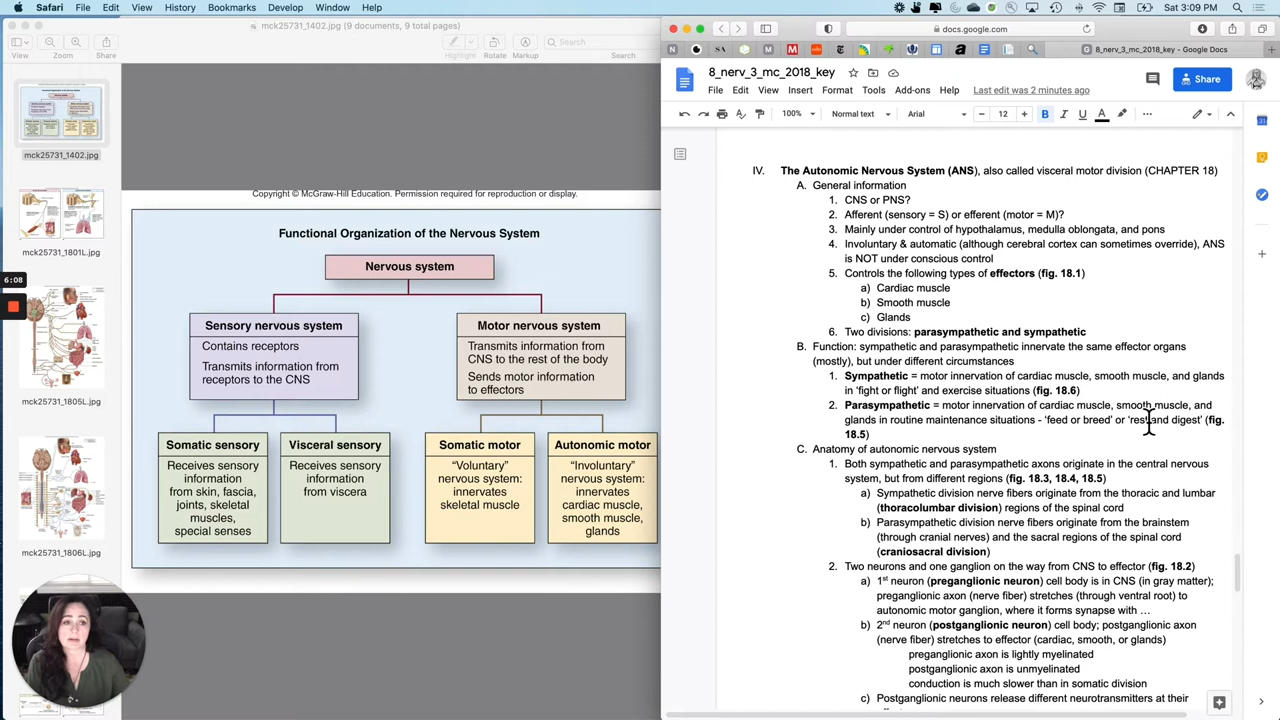 Safari File Edit View History Bookmarks Develop Window Help
Sat 3:09 PM
mck25731_1402.jpg (9 documents, 9 total pages)
View Zoom Share Highlight Rotate Markup Search
Search
mck25731_1402.jpg
mck25731_1801L.jpg
mck25731_1805L.jpg
mck25731_1806L.jpg
6:08
Copyright © McGraw-Hill Education. Permission required for reproduction or display.
Functional Organization of the Nervous System
Nervous system
Sensory nervous system
Contains receptors
Transmits information from
receptors to the CNS
Motor nervous system
Transmits information from
CNS to the rest of the body
Sends motor information
to effectors
Somatic sensory
Receives sensory
information
from skin, fascia,
joints, skeletal
muscles,
special senses
Visceral sensory
Receives sensory
information
from viscera
Somatic motor
“Voluntary”
nervous system:
innervates
skeletal muscle
Autonomic motor
“Involuntary”
nervous system:
innervates
cardiac muscle,
smooth muscle,
glands
docs.google.com
8_nerv_3_mc_2018_key - Google Docs
8_nerv_3_mc_2018_key
File Edit View Insert Format Tools Add-ons Help Last edit was 2 minutes ago
Share
100% Normal text Arial 12 B I U A
IV. The Autonomic Nervous System (ANS), also called visceral motor division (CHAPTER 18)
A. General information
1. CNS or PNS?
2. Afferent (sensory = S) or efferent (motor = M)?
3. Mainly under control of hypothalamus, medulla oblongata, and pons
4. Involuntary & automatic (although cerebral cortex can sometimes override), ANS
is NOT under conscious control
5. Controls the following types of effectors (fig. 18.1)
a) Cardiac muscle
b) Smooth muscle
c) Glands
6. Two divisions: parasympathetic and sympathetic
B. Function: sympathetic and parasympathetic innervate the same effector organs
(mostly), but under different circumstances
1. Sympathetic = motor innervation of cardiac muscle, smooth muscle, and glands
in ‘fight or flight’ and exercise situations (fig. 18.6)
2. Parasympathetic = motor innervation of cardiac muscle, smooth muscle, and
glands in routine maintenance situations - ‘feed or breed’ or ‘rest and digest’ (fig.
18.5)
C. Anatomy of autonomic nervous system
1. Both sympathetic and parasympathetic axons originate in the central nervous
system, but from different regions (fig. 18.3, 18.4, 18.5)
a) Sympathetic division nerve fibers originate from the thoracic and lumbar
(thoracolumbar division) regions of the spinal cord
b) Parasympathetic division nerve fibers originate from the brainstem
(through cranial nerves) and the sacral regions of the spinal cord
(craniosacral division)
2. Two neurons and one ganglion on the way from CNS to effector (fig. 18.2)
a) 1st neuron (preganglionic neuron) cell body is in CNS (in gray matter);
preganglionic axon (nerve fiber) stretches (through ventral root) to
autonomic motor ganglion, where it forms synapse with ...
b) 2nd neuron (postganglionic neuron) cell body; postganglionic axon
(nerve fiber) stretches to effector (cardiac, smooth, or glands)
preganglionic axon is lightly myelinated
postganglionic axon is unmyelinated
conduction is much slower than in somatic division
c) Postganglionic neurons release different neurotransmitters at their